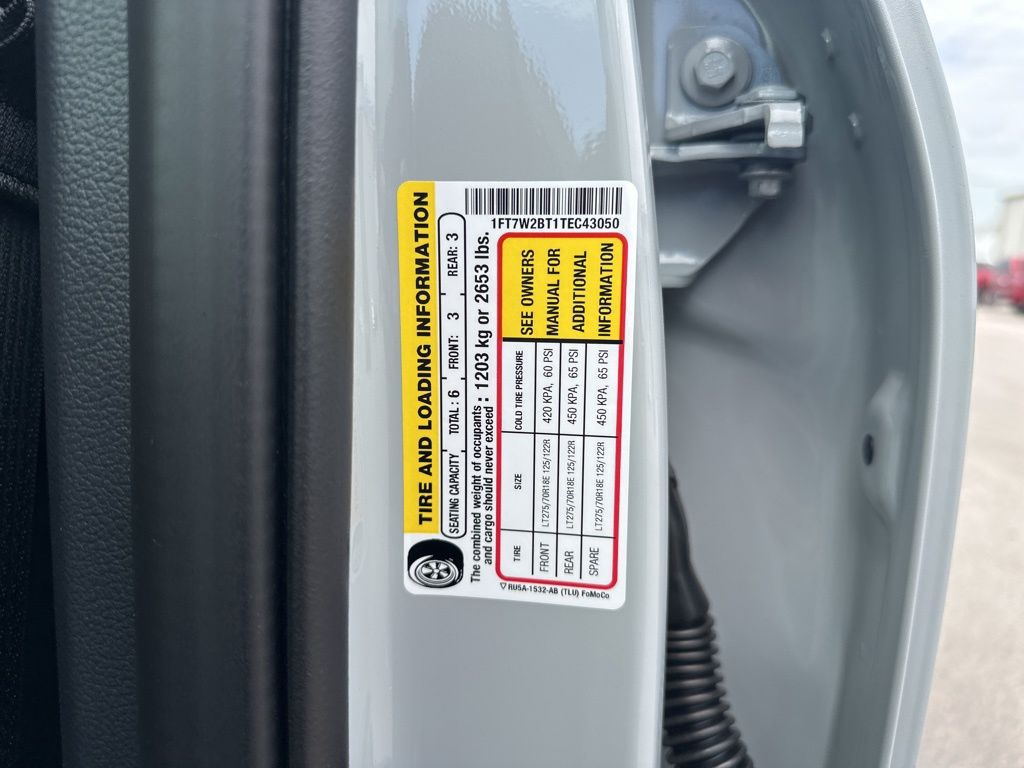 1FT7W2BT1TEC43050
TIRE AND LOADING INFORMATION
SEATING CAPACITY TOTAL : 6 FRONT: 3 REAR: 3
The combined weight of occupants
and cargo should never exceed : 1203 kg or 2653 lbs.
TIRE SIZE COLD TIRE PRESSURE
FRONT LT275/70R18E 125/122R 420 KPA, 60 PSI
REAR LT275/70R18E 125/122R 450 KPA, 65 PSI
SPARE LT275/70R18E 125/122R 450 KPA, 65 PSI
SEE OWNERS
MANUAL FOR
ADDITIONAL
INFORMATION
RU5A-1532-AB (TLU) FoMoCo